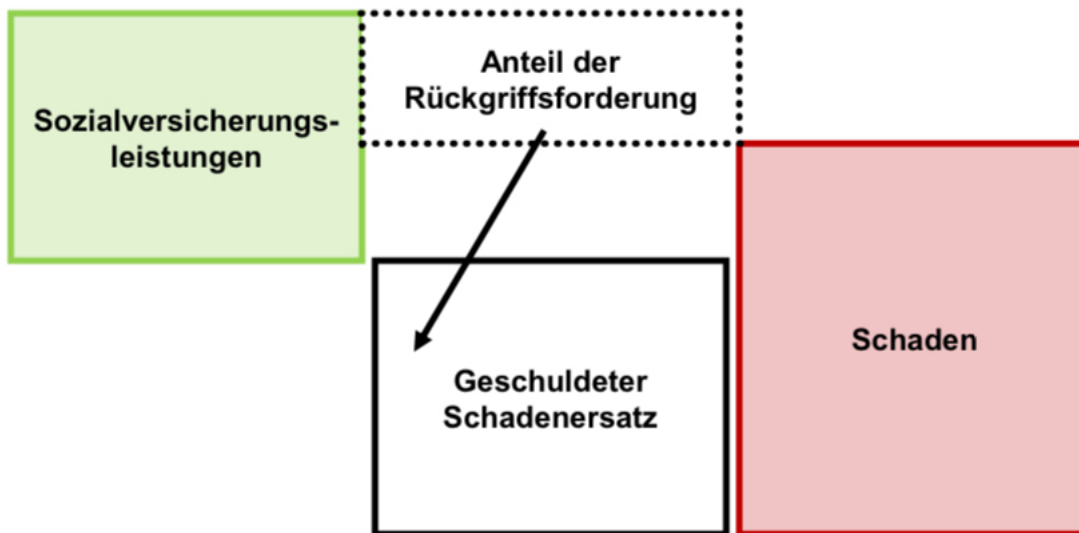 Anteil der
Rückgriffsforderung
Sozialversicherungs-
leistungen
Schaden
Geschuldeter
Schadenersatz